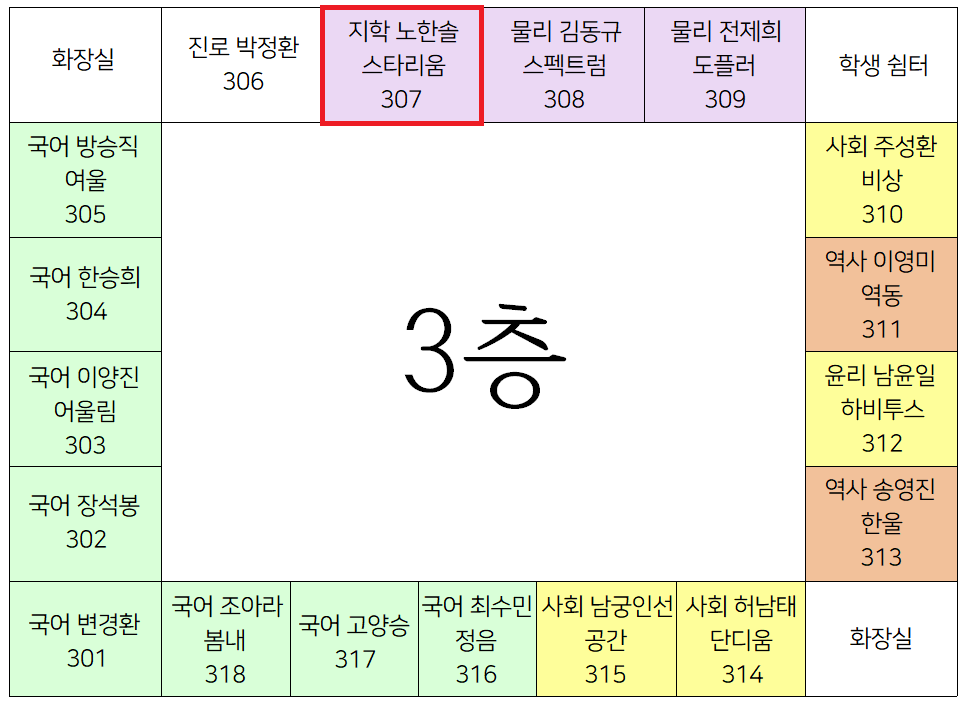 화장실
진로 박정환
306
지학 노한솔
스타리움
307
물리 김동규
스펙트럼
308
물리 전제희
도플러
309
학생 쉼터
국어 방승직
여울
305
사회 주성환
비상
310
국어 한승희
304
역사 이영미
역동
311
3층
국어 이양진
어울림
303
윤리 남윤일
하비투스
312
국어 장석봉
302
역사 송영진
한울
313
국어 변경환
301
국어 조아라
봄내
318
국어 고양승
317
국어 최수민
정음
316
사회 남궁인선
공간
315
사회 허남태
단디움
314
화장실